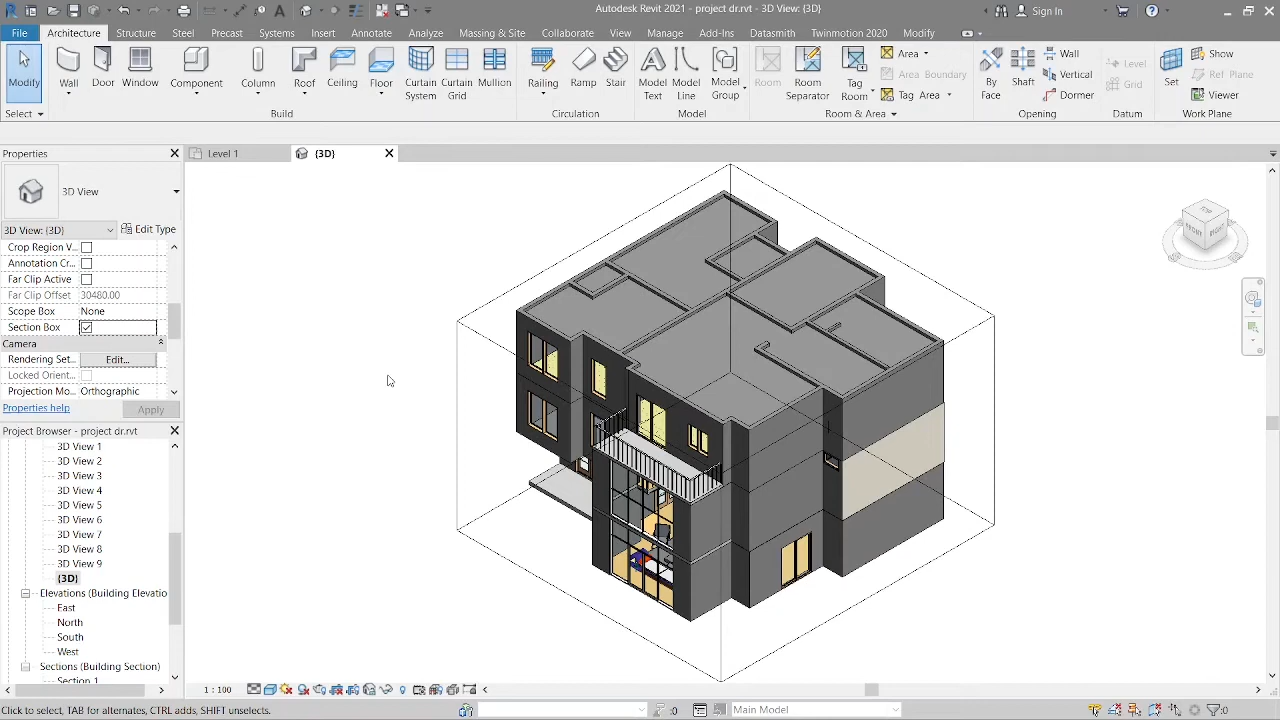 Autodesk Revit 2021 - project dr.rvt - 3D View: {3D}
Sign In
File Architecture Structure Steel Precast Systems Insert Annotate Analyze Massing & Site Collaborate View Manage Add-Ins Datasmith Twinmotion 2020 Modify
Modify Wall Door Window Component Column Roof Ceiling Floor Curtain System Curtain Grid Mullion Railing Ramp Stair Model Text Model Line Model Group Room Room Separator Tag Room Area Area Boundary Tag Area By Face Shaft Wall Vertical Dormer Level Grid Set Show Ref Plane Viewer
Select Build Circulation Model Room & Area Opening Datum Work Plane
Properties
Level 1
{3D}
3D View
3D View: {3D}
Edit Type
Crop Region V...
Annotation Cr...
Far Clip Active
Far Clip Offset 30480.00
Scope Box None
Section Box
Camera
Rendering Set... Edit...
Locked Orient...
Projection Mo... Orthographic
Properties help Apply
Project Browser - project dr.rvt
3D View 1
3D View 2
3D View 3
3D View 4
3D View 5
3D View 6
3D View 7
3D View 8
3D View 9
{3D}
Elevations (Building Elevatio
East
North
South
West
Sections (Building Section)
Section 1
TOP
FRONT
RIGHT
1 : 100
Click to select, TAB for alternates, CTRL adds, SHIFT unselects.
:0
Main Model
:0